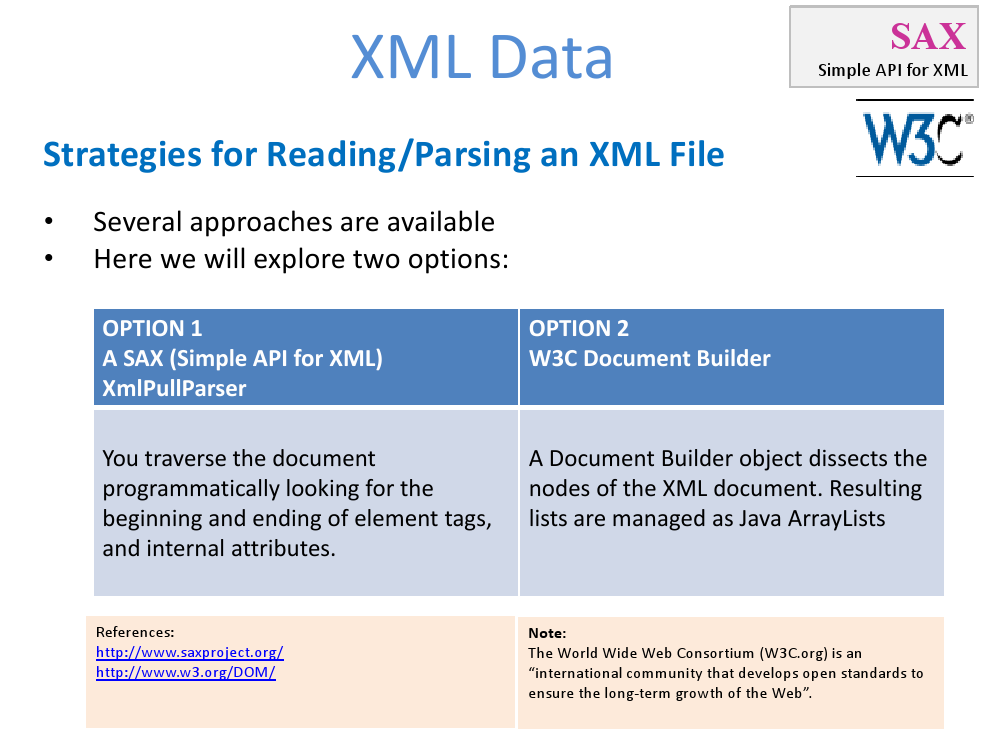 XML Data
SAX
Simple API for XML
W3C®
Strategies for Reading/Parsing an XML File
• Several approaches are available
• Here we will explore two options:
OPTION 1
A SAX (Simple API for XML)
XmlPullParser
OPTION 2
W3C Document Builder
You traverse the document
programmatically looking for the
beginning and ending of element tags,
and internal attributes.
A Document Builder object dissects the
nodes of the XML document. Resulting
lists are managed as Java ArrayLists
References:
http://www.saxproject.org/
http://www.w3.org/DOM/
Note:
The World Wide Web Consortium (W3C.org) is an
“international community that develops open standards to
ensure the long-term growth of the Web”.